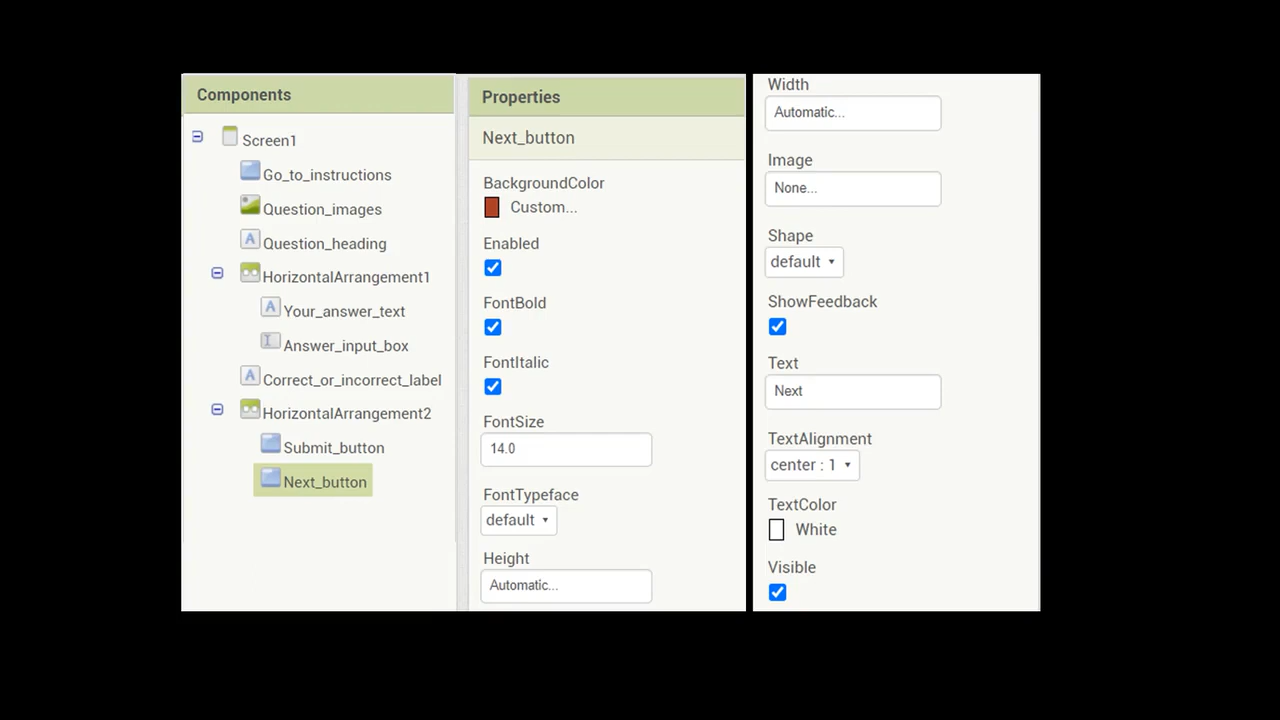 Components
Screen1
Go_to_instructions
Question_images
Question_heading
HorizontalArrangement1
Your_answer_text
Answer_input_box
Correct_or_incorrect_label
HorizontalArrangement2
Submit_button
Next_button
Properties
Next_button
BackgroundColor
Custom...
Enabled
FontBold
FontItalic
FontSize
14.0
FontTypeface
default
Height
Automatic...
Width
Automatic...
Image
None...
Shape
default
ShowFeedback
Text
Next
TextAlignment
center : 1
TextColor
White
Visible